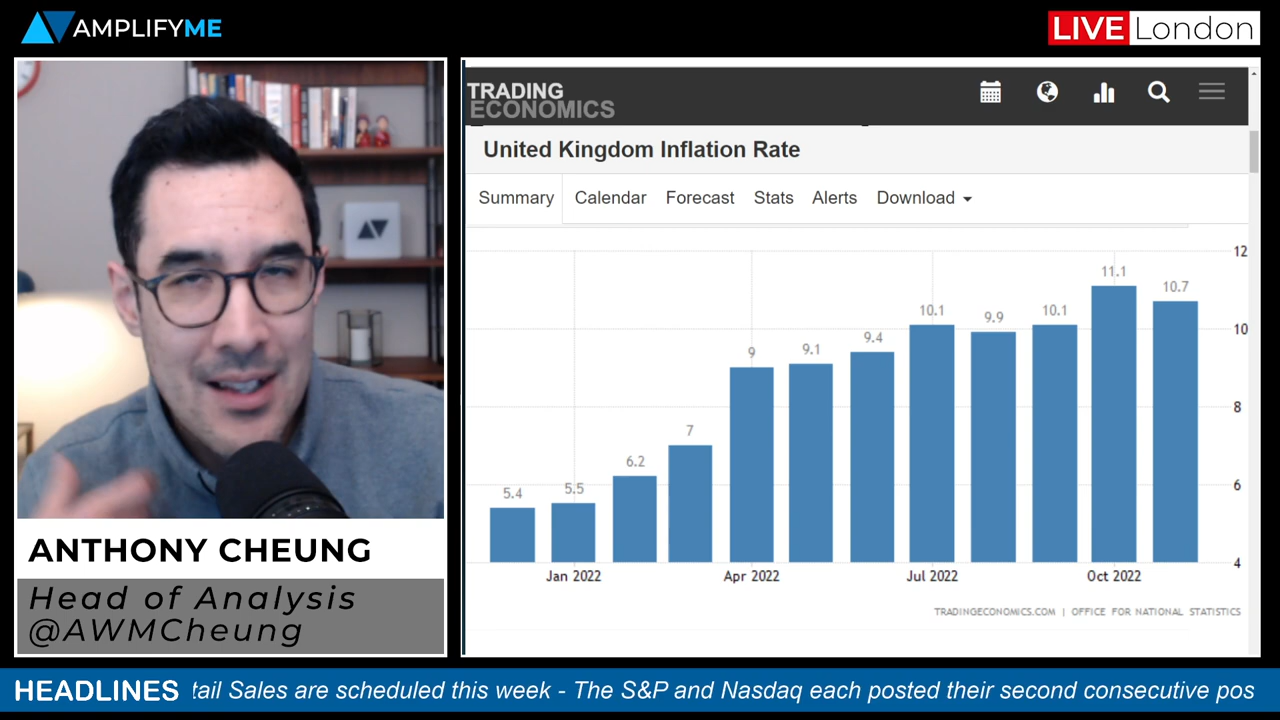 AMPLIFYME
LIVE London
TRADING
ECONOMICS
United Kingdom Inflation Rate
Summary Calendar Forecast Stats Alerts Download
12
11.1
10.7
10.1
9.9
10.1
10
9.4
9
9.1
8
7
6.2
6
5.4
5.5
4
Jan 2022 Apr 2022 Jul 2022 Oct 2022
TRADINGECONOMICS.COM | OFFICE FOR NATIONAL STATISTICS
ANTHONY CHEUNG
Head of Analysis
@AWMCheung
HEADLINES tail Sales are scheduled this week - The S&P and Nasdaq each posted their second consecutive pos